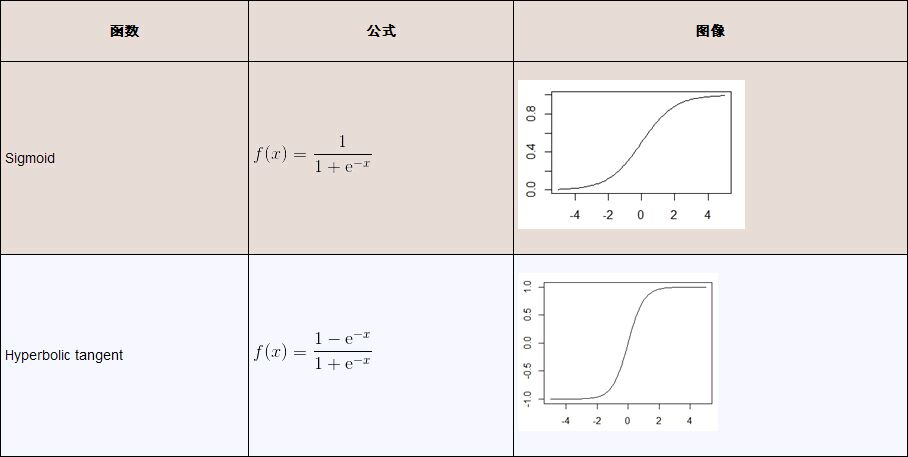 函数 公式 图像
Sigmoid
f(x) = 1 / (1 + e^{-x})
0.8
0.4
0.0
-4 -2 0 2 4
Hyperbolic tangent
f(x) = (1 - e^{-x}) / (1 + e^{-x})
1.0
0.5
0.0
-0.5
-1.0
-4 -2 0 2 4